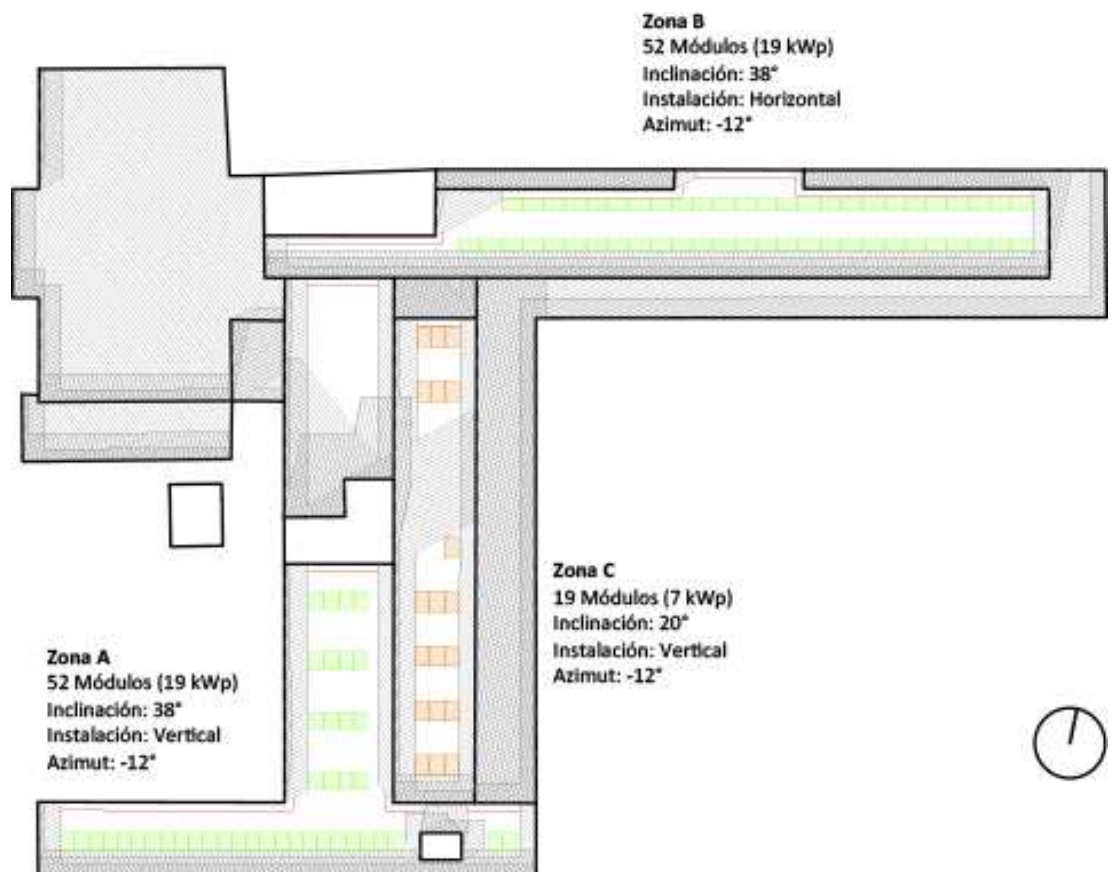 Zona B
52 Módulos (19 kWp)
Inclinación: 38°
Instalación: Horizontal
Azimut: -12°
Zona C
19 Módulos (7 kWp)
Inclinación: 20°
Instalación: Vertical
Azimut: -12°
Zona A
52 Módulos (19 kWp)
Inclinación: 38°
Instalación: Vertical
Azimut: -12°